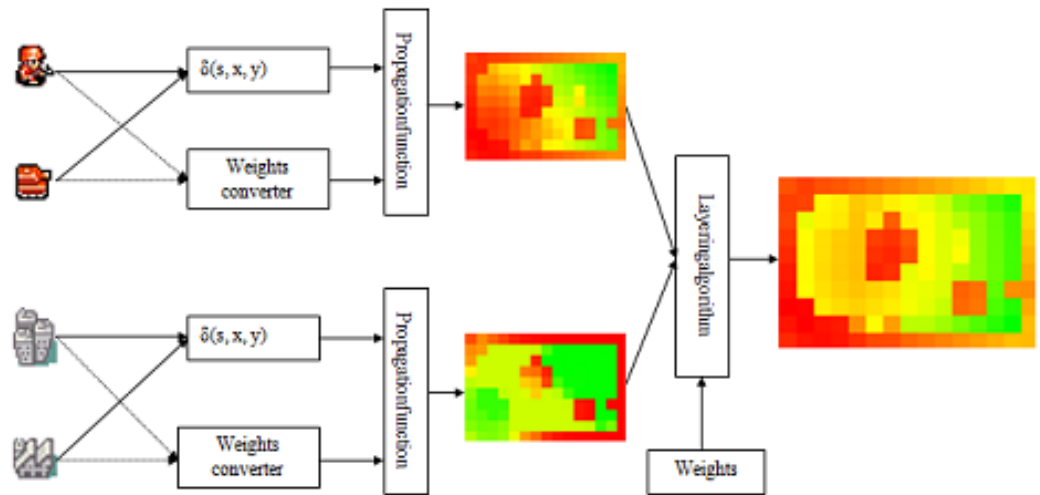 δ(s, x, y)
Weights
converter
Propagationfunction
δ(s, x, y)
Weights
converter
Propagationfunction
Layeringalgorithm
Weights